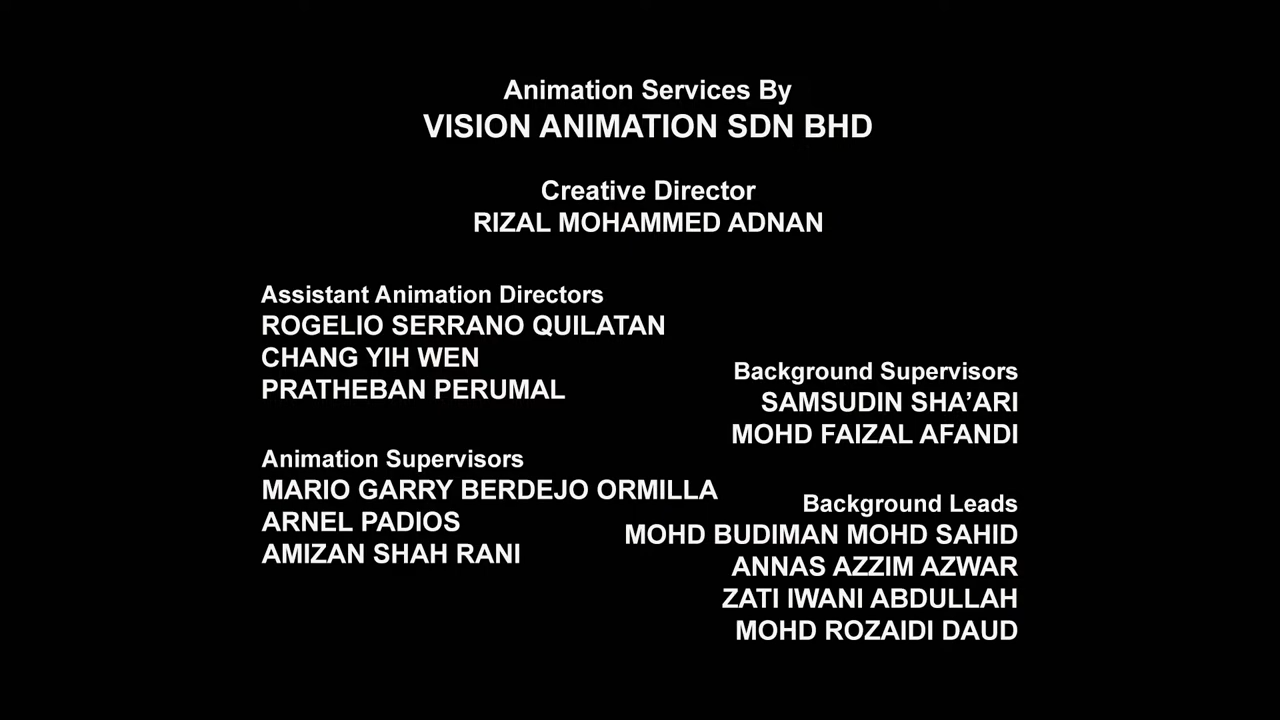 Animation Services By
VISION ANIMATION SDN BHD
Creative Director
RIZAL MOHAMMED ADNAN
Assistant Animation Directors
ROGELIO SERRANO QUILATAN
CHANG YIH WEN
PRATHEBAN PERUMAL
Animation Supervisors
MARIO GARRY BERDEJO ORMILLA
ARNEL PADIOS
AMIZAN SHAH RANI
Background Supervisors
SAMSUDIN SHA’ARI
MOHD FAIZAL AFANDI
Background Leads
MOHD BUDIMAN MOHD SAHID
ANNAS AZZIM AZWAR
ZATI IWANI ABDULLAH
MOHD ROZAIDI DAUD